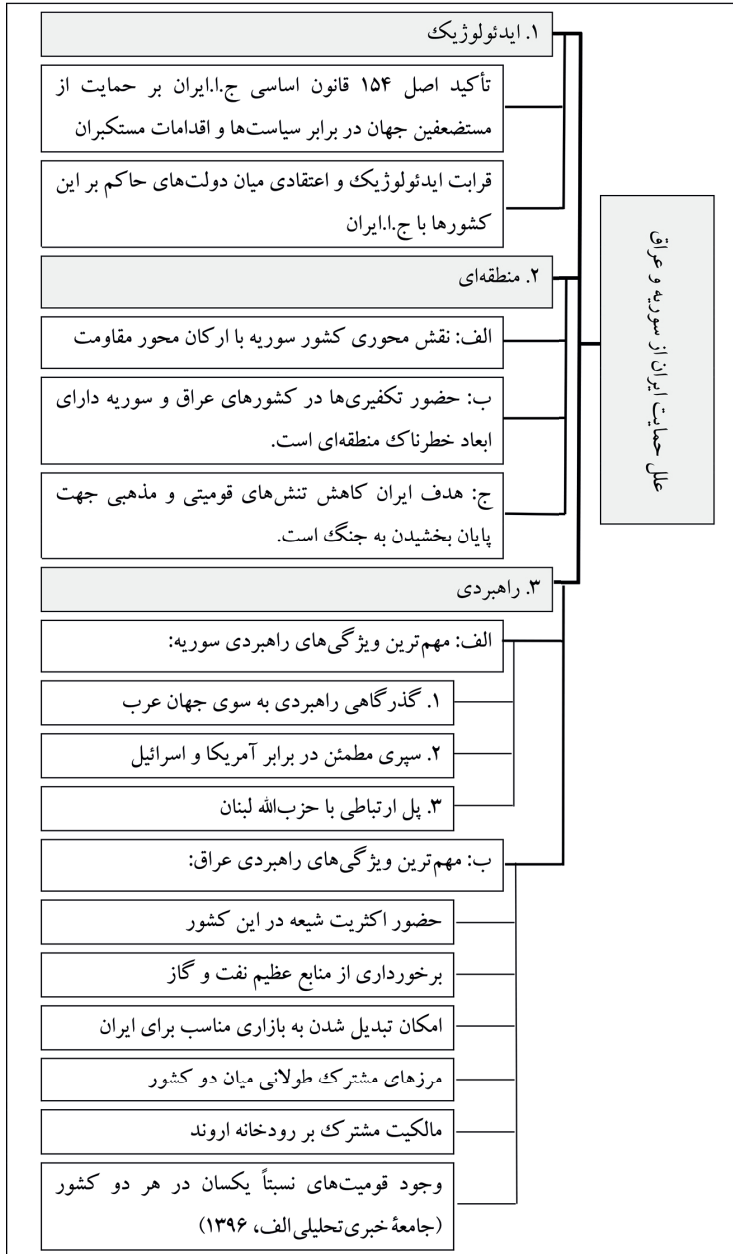 علل حمایت ایران از سوریه و عراق
۱. ایدئولوژیک
تأکید اصل ۱۵۴ قانون اساسی ج.ا.ایران بر حمایت از
مستضعفین جهان در برابر سیاست‌ها و اقدامات مستکبران
قرابت ایدئولوژیک و اعتقادی میان دولت‌های حاکم بر این
کشورها با ج.ا.ایران
۲. منطقه‌ای
الف: نقش محوری کشور سوریه با ارکان محور مقاومت
ب: حضور تکفیری‌ها در کشورهای عراق و سوریه دارای
ابعاد خطرناک منطقه‌ای است.
ج: هدف ایران کاهش تنش‌های قومیتی و مذهبی جهت
پایان بخشیدن به جنگ است.
۳. راهبردی
الف: مهم‌ترین ویژگی‌های راهبردی سوریه:
۱. گذرگاهی راهبردی به سوی جهان عرب
۲. سپری مطمئن در برابر آمریکا و اسرائیل
۳. پل ارتباطی با حزب‌الله لبنان
ب: مهم‌ترین ویژگی‌های راهبردی عراق:
حضور اکثریت شیعه در این کشور
برخورداری از منابع عظیم نفت و گاز
امکان تبدیل شدن به بازاری مناسب برای ایران
مرزهای مشترک طولانی میان دو کشور
مالکیت مشترک بر رودخانه اروند
وجود قومیت‌های نسبتاً یکسان در هر دو کشور
(جامعهٔ خبری‌تحلیلی الف، ۱۳۹۶)